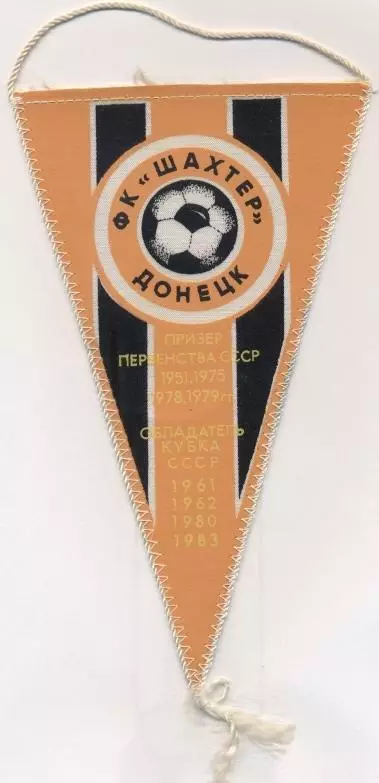 ФК «ШАХТЕР»
ДОНЕЦК
ПРИЗЕР
ПЕРВЕНСТВА СССР
1951,1975
1978,1979гг
ОБЛАДАТЕЛЬ
КУБКА
СССР
1961
1962
1980
1983